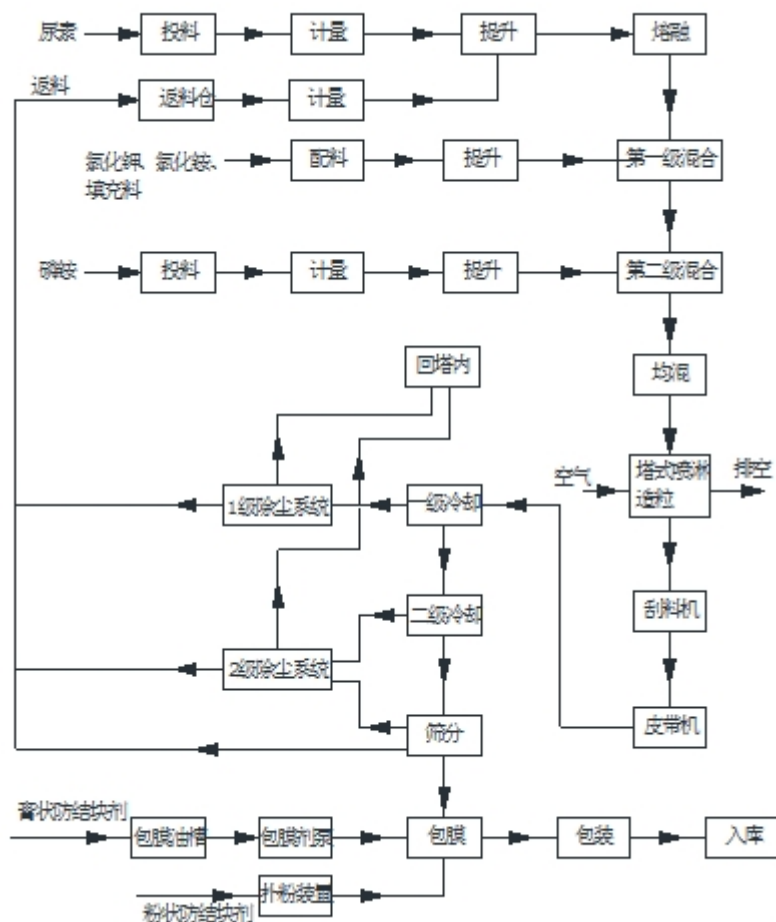 尿素 投料 计量 提升 熔融
返料 返料仓 计量
氯化钾、氯化铵、 配料 提升 第一级混合
填充料
磷铵 投料 计量 提升 第二级混合
回塔内 均混
空气 塔式喷淋 排空
造粒
1级除尘系统 一级冷却
二级冷却 刮料机
2级除尘系统
筛分 皮带机
膏状防结块剂
包膜油槽 包膜剂泵 包膜 包装 入库
扑粉装量
粉状防结块剂